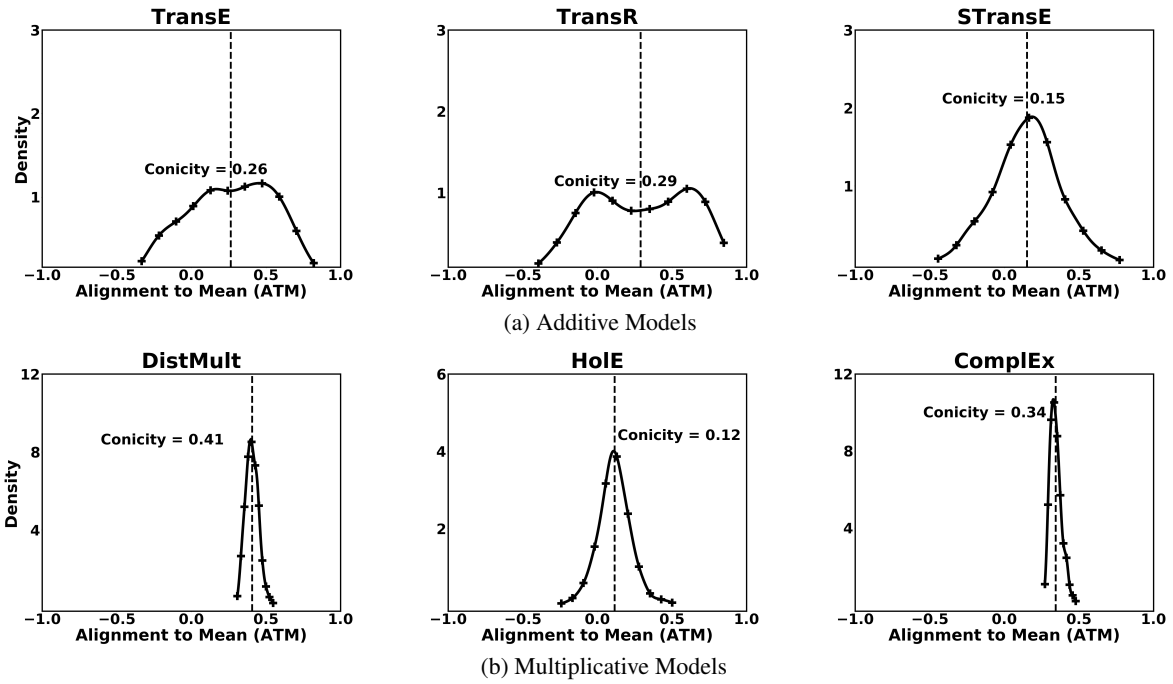 TransE
TransR
STransE
3
3
3
2
2
2
1
1
1
Density
Conicity = 0.26
Conicity = 0.29
Conicity = 0.15
−1.0 −0.5 0.0 0.5 1.0
−1.0 −0.5 0.0 0.5 1.0
−1.0 −0.5 0.0 0.5 1.0
Alignment to Mean (ATM)
Alignment to Mean (ATM)
Alignment to Mean (ATM)
(a) Additive Models
DistMult
HolE
ComplEx
12
6
12
8
4
8
4
2
4
Density
Conicity = 0.41
Conicity = 0.12
Conicity = 0.34
−1.0 −0.5 0.0 0.5 1.0
−1.0 −0.5 0.0 0.5 1.0
−1.0 −0.5 0.0 0.5 1.0
Alignment to Mean (ATM)
Alignment to Mean (ATM)
Alignment to Mean (ATM)
(b) Multiplicative Models